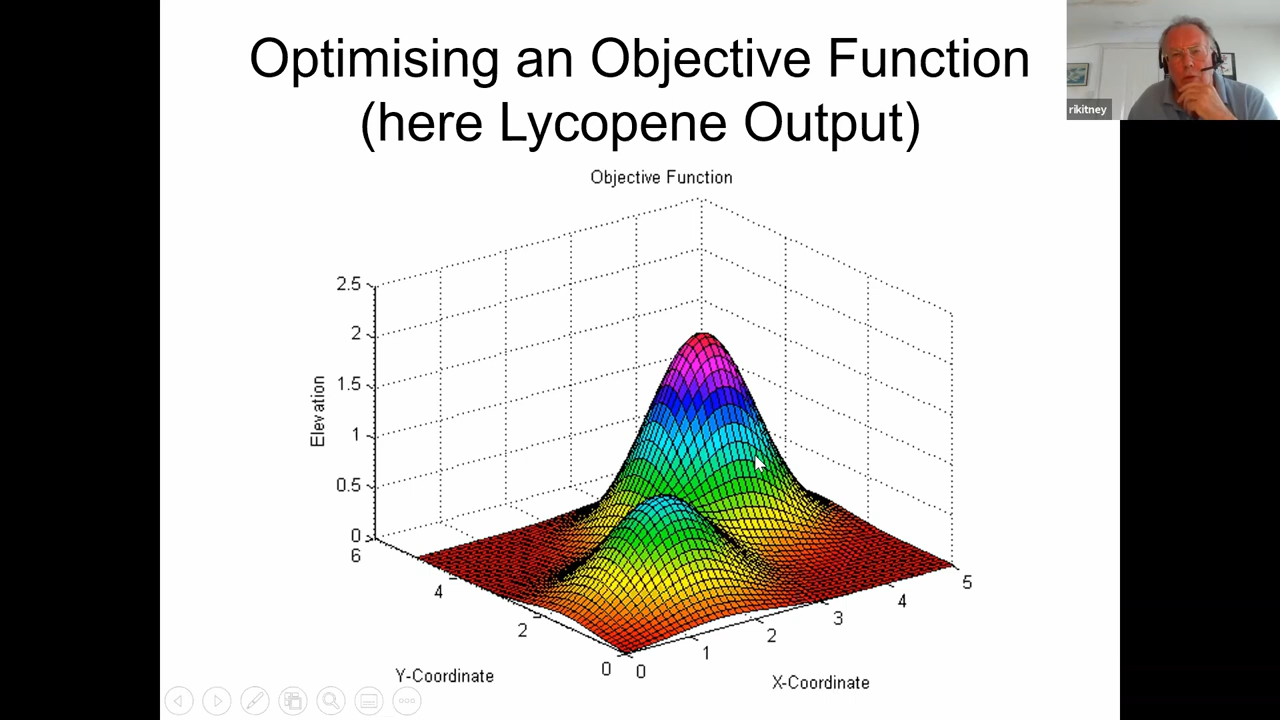 Optimising an Objective Function
(here Lycopene Output)
rikitney
Objective Function
2.5
2
1.5
1
0.5
0
Elevation
6
4
2
0
Y-Coordinate
0
1
2
3
4
5
X-Coordinate